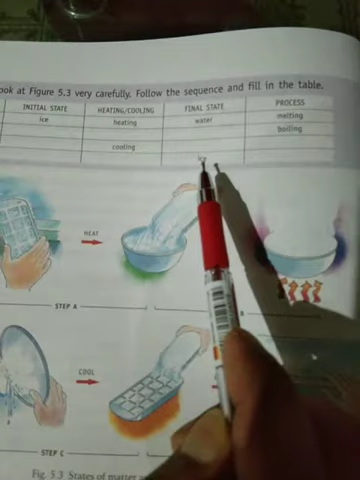 ook at Figure 5.3 very carefully. Follow the sequence and fill in the table.
INITIAL STATE HEATING/COOLING FINAL STATE PROCESS
ice heating water melting
boiling
cooling
HEAT
STEP A
B
COOL
STEP C
Fig. 5.3 States of matter